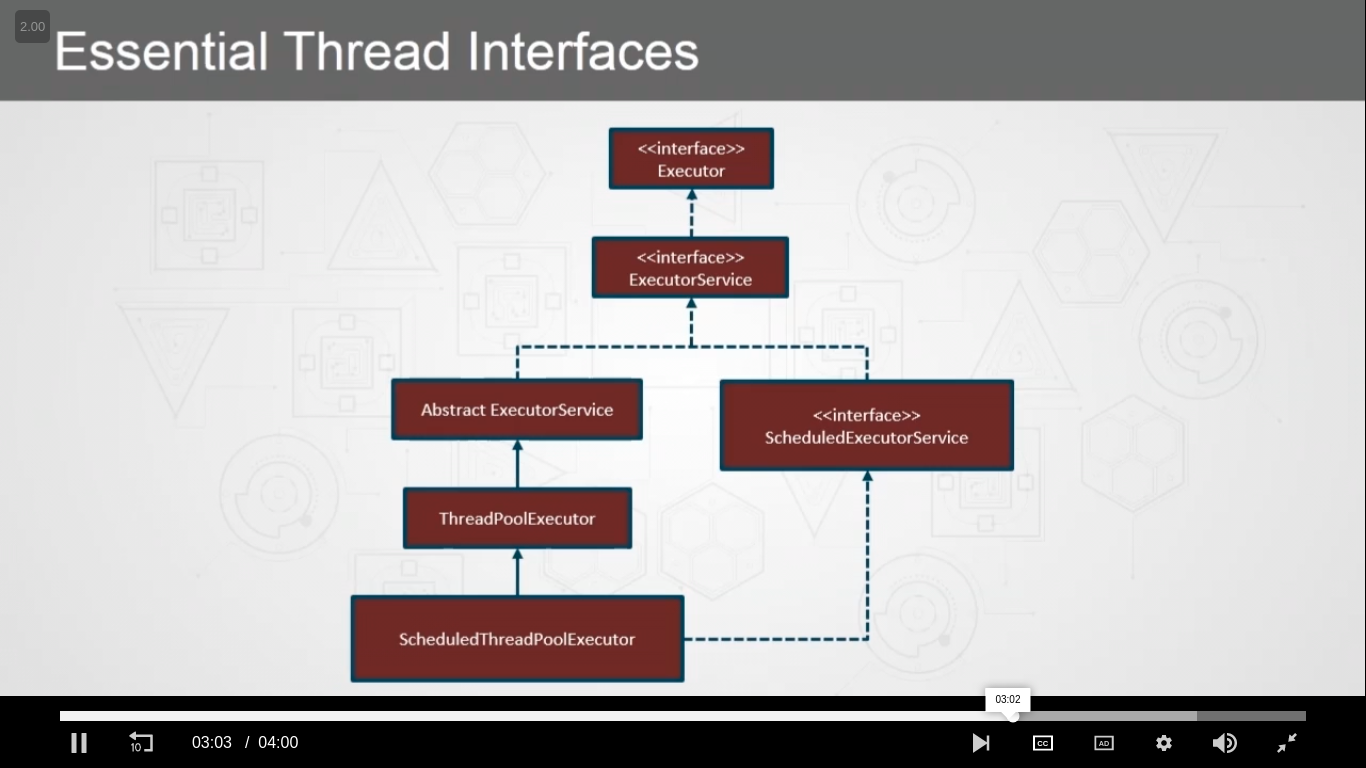 2.00
Essential Thread Interfaces
<<interface>>
Executor
<<interface>>
ExecutorService
Abstract ExecutorService
<<interface>>
ScheduledExecutorService
ThreadPoolExecutor
ScheduledThreadPoolExecutor
03:02
10
03:03 / 04:00
CC
AD